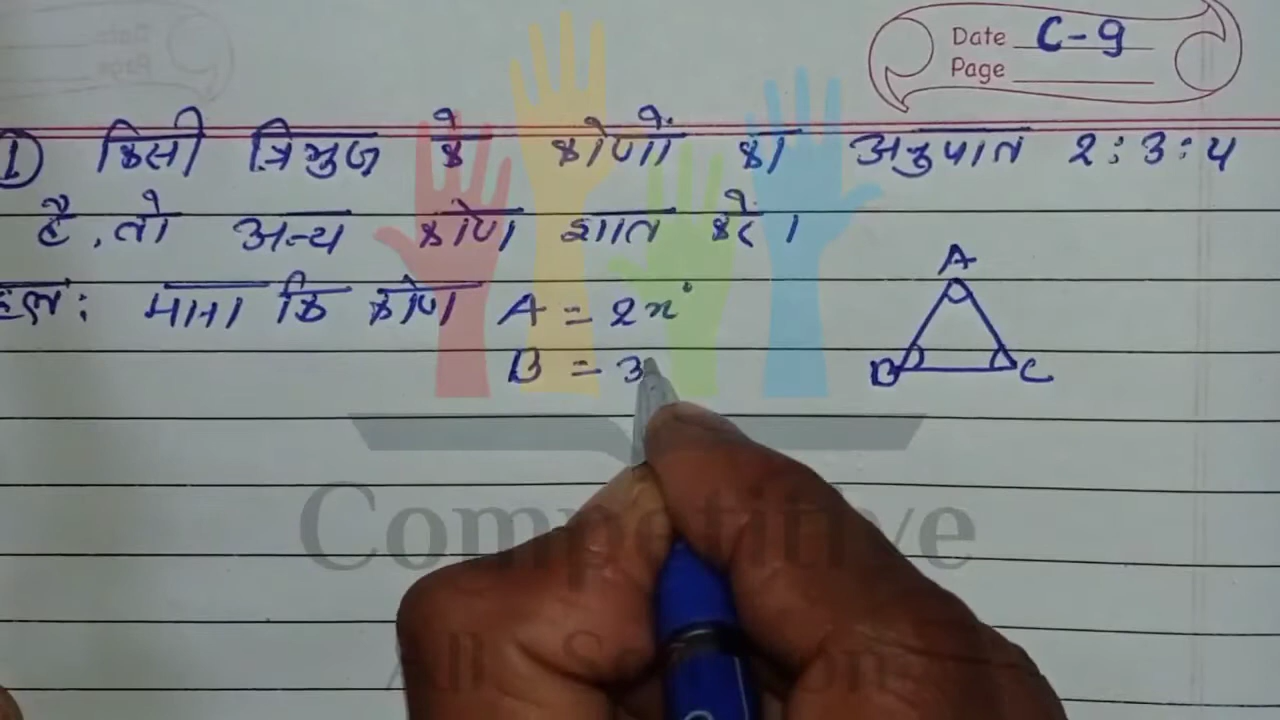 Date C-9
Page
1) किसी त्रिभुज के कोणों का अनुपात 2:3:4
है, तो अन्य कोण ज्ञात करें।
हल: माना कि कोण A = 2x°
B = 3
A
B C
Competitive